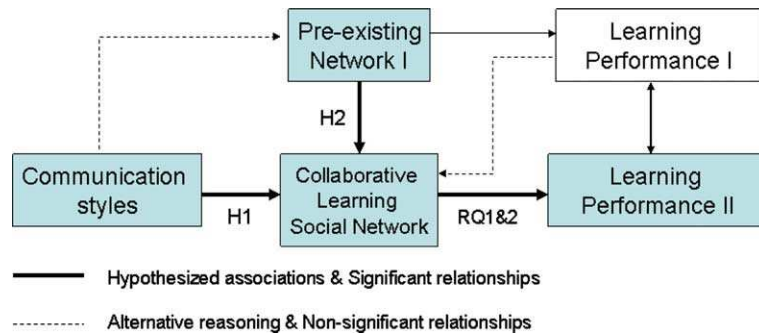 Pre-existing
Network I
Learning
Performance I
H2
Communication
styles
H1
Collaborative
Learning
Social Network
RQ1&2
Learning
Performance II
Hypothesized associations & Significant relationships
Alternative reasoning & Non-significant relationships